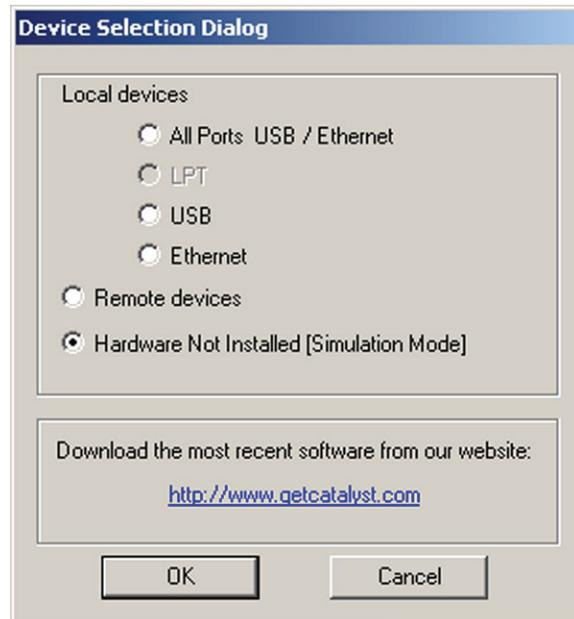 Device Selection Dialog
Local devices
All Ports  USB / Ethernet
LPT
USB
Ethernet
Remote devices
Hardware Not Installed [Simulation Mode]
Download the most recent software from our website:
http://www.getcatalyst.com
OK
Cancel